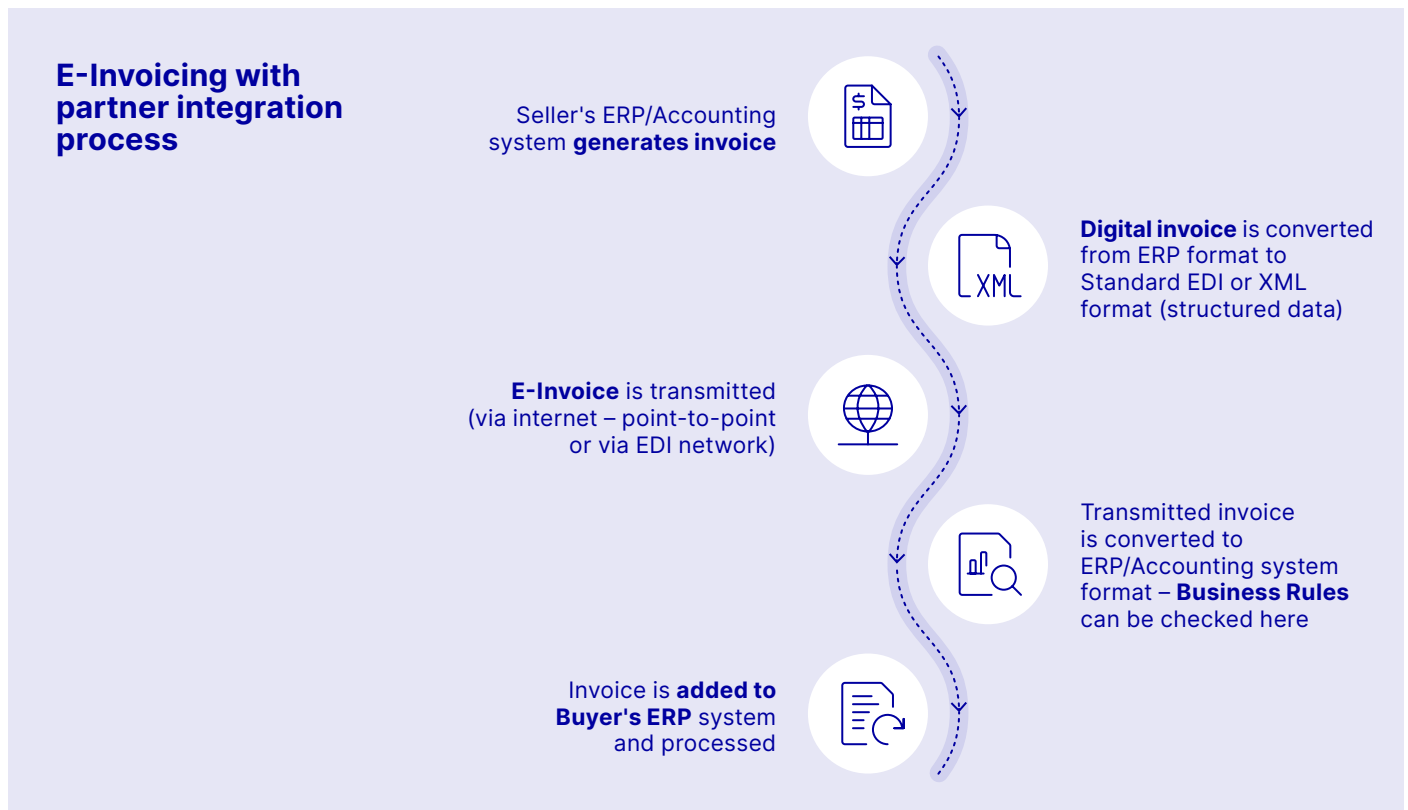 E-Invoicing with
partner integration
process
Seller's ERP/Accounting
system generates invoice
$
Digital invoice is converted
from ERP format to
Standard EDI or XML
format (structured data)
XML
E-Invoice is transmitted
(via internet – point-to-point
or via EDI network)
Transmitted invoice
is converted to
ERP/Accounting system
format – Business Rules
can be checked here
Invoice is added to
Buyer's ERP system
and processed